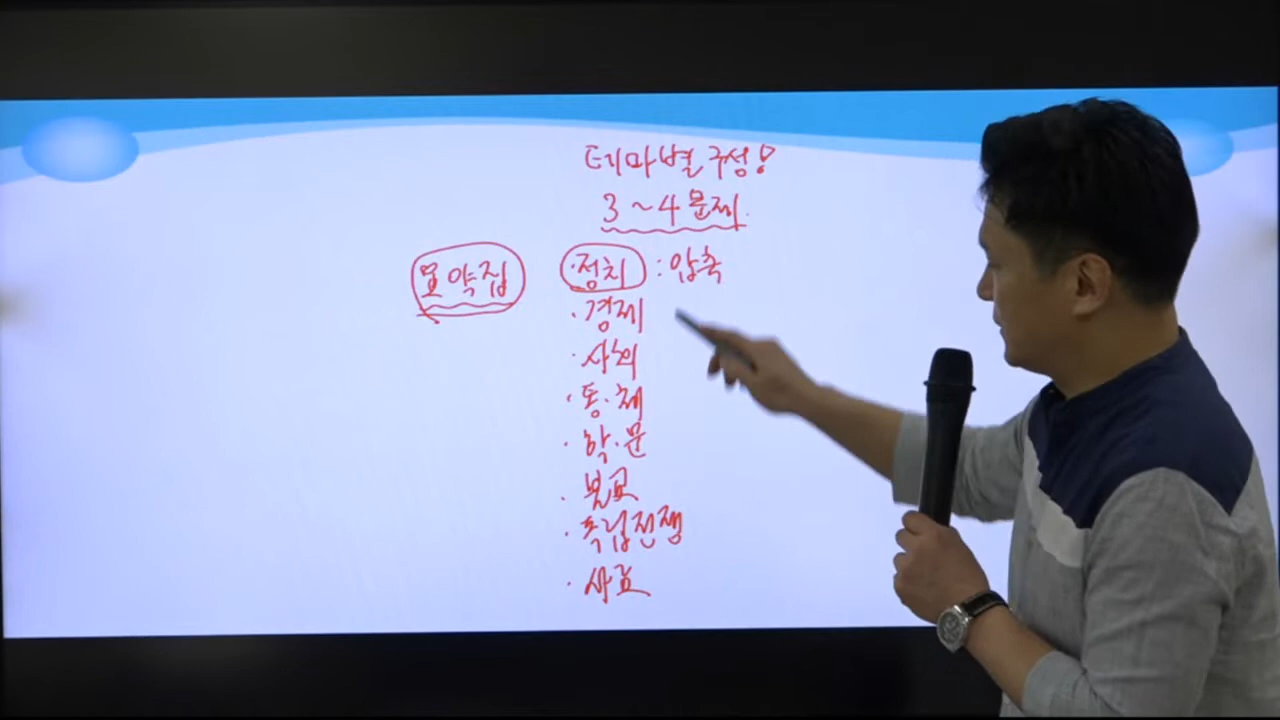 테마별 구성!
3~4 문제.
요약집
·정치 : 압축
·경제
·사회
·통·체
·학·문
·불교
·독립전쟁
·사료